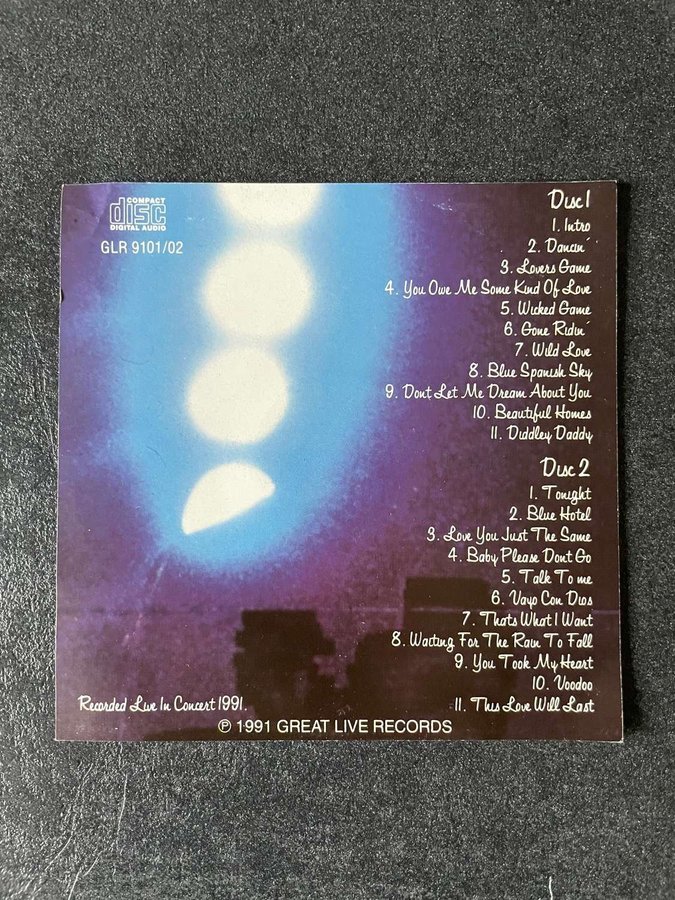 COMPACT
disc
DIGITAL AUDIO
GLR 9101/02
Disc 1
1. Intro
2. Dancin'
3. Lovers Game
4. You Owe Me Some Kind Of Love
5. Wicked Game
6. Gone Ridin'
7. Wild Love
8. Blue Spanish Sky
9. Dont Let Me Dream About You
10. Beautiful Homes
11. Diddley Daddy
Disc 2
1. Tonight
2. Blue Hotel
3. Love You Just The Same
4. Baby Please Dont Go
5. Talk To me
6. Vayo Con Dios
7. Thats What I Want
8. Waiting For The Rain To Fall
9. You Took My Heart
10. Voodoo
11. This Love Will Last
Recorded Live In Concert 1991.
℗ 1991 GREAT LIVE RECORDS